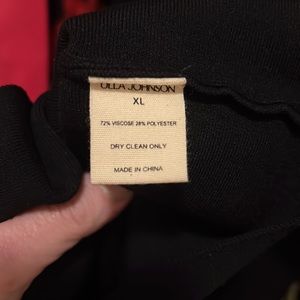 ULLA JOHNSON
XL
72% VISCOSE 28% POLYESTER
DRY CLEAN ONLY
MADE IN CHINA